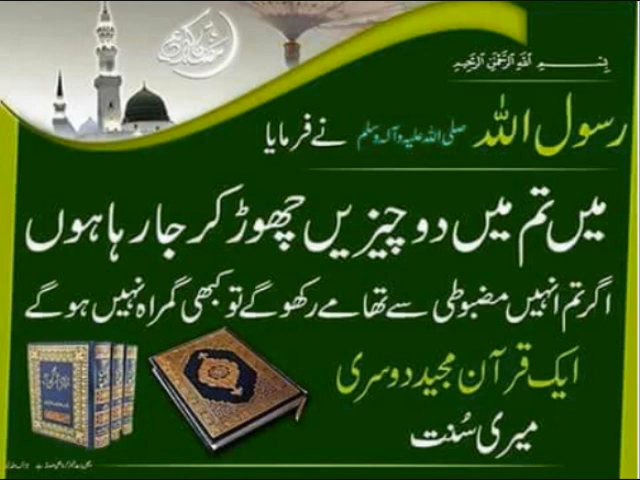 بِسْمِ اللهِ الرَّحْمٰنِ الرَّحِيْمِ
رسول اللہ صلی اللہ علیہ وآلہ وسلم نے فرمایا
میں تم میں دو چیزیں چھوڑ کر جا رہا ہوں
اگر تم انہیں مضبوطی سے تھامے رکھو گے تو کبھی گمراہ نہیں ہو گے
ایک قرآن مجید دوسری
میری سُنت